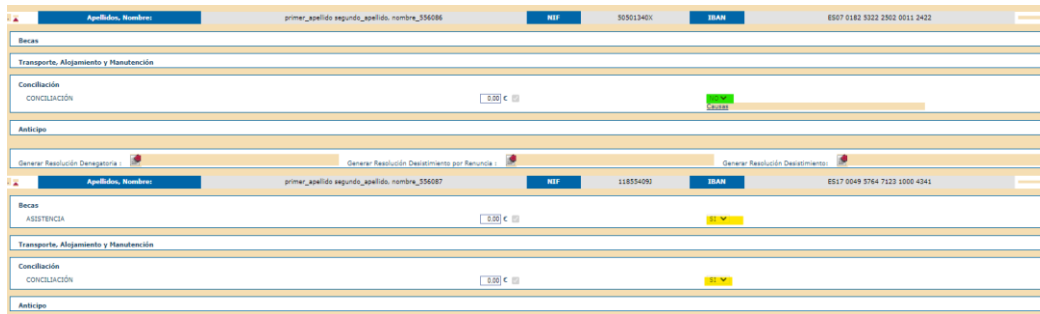 Apellidos, Nombre: primer_apellido segundo_apellido, nombre_556086 NIF 50501340X IBAN ES07 0182 5322 2502 0011 2422
Becas
Transporte, Alojamiento y Manutención
Conciliación
CONCILIACIÓN 0.00 € NO
Causas
Anticipo
Generar Resolución Denegatoria : Generar Resolución Desistimiento por Renuncia : Generar Resolución Desistimiento:
Apellidos, Nombre: primer_apellido segundo_apellido, nombre_556087 NIF 11855409J IBAN ES17 0049 5764 7123 1000 4341
Becas
ASISTENCIA 0.00 € SI
Transporte, Alojamiento y Manutención
Conciliación
CONCILIACIÓN 0.00 € SI
Anticipo